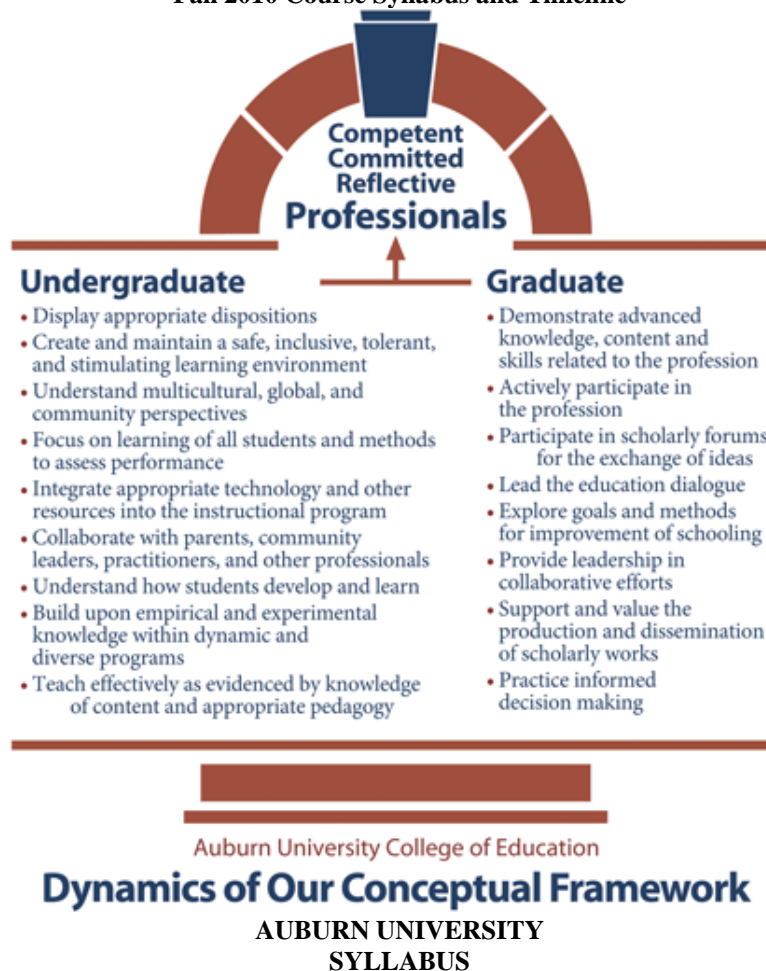 Fall 2010 Course Syllabus and Timeline
Competent
Committed
Reflective
Professionals
Undergraduate
• Display appropriate dispositions
• Create and maintain a safe, inclusive, tolerant,
and stimulating learning environment
• Understand multicultural, global, and
community perspectives
• Focus on learning of all students and methods
to assess performance
• Integrate appropriate technology and other
resources into the instructional program
• Collaborate with parents, community
leaders, practitioners, and other professionals
• Understand how students develop and learn
• Build upon empirical and experimental
knowledge within dynamic and
diverse programs
• Teach effectively as evidenced by knowledge
of content and appropriate pedagogy
Graduate
• Demonstrate advanced
knowledge, content and
skills related to the profession
• Actively participate in
the profession
• Participate in scholarly forums
for the exchange of ideas
• Lead the education dialogue
• Explore goals and methods
for improvement of schooling
• Provide leadership in
collaborative efforts
• Support and value the
production and dissemination
of scholarly works
• Practice informed
decision making
Auburn University College of Education
Dynamics of Our Conceptual Framework
AUBURN UNIVERSITY
SYLLABUS